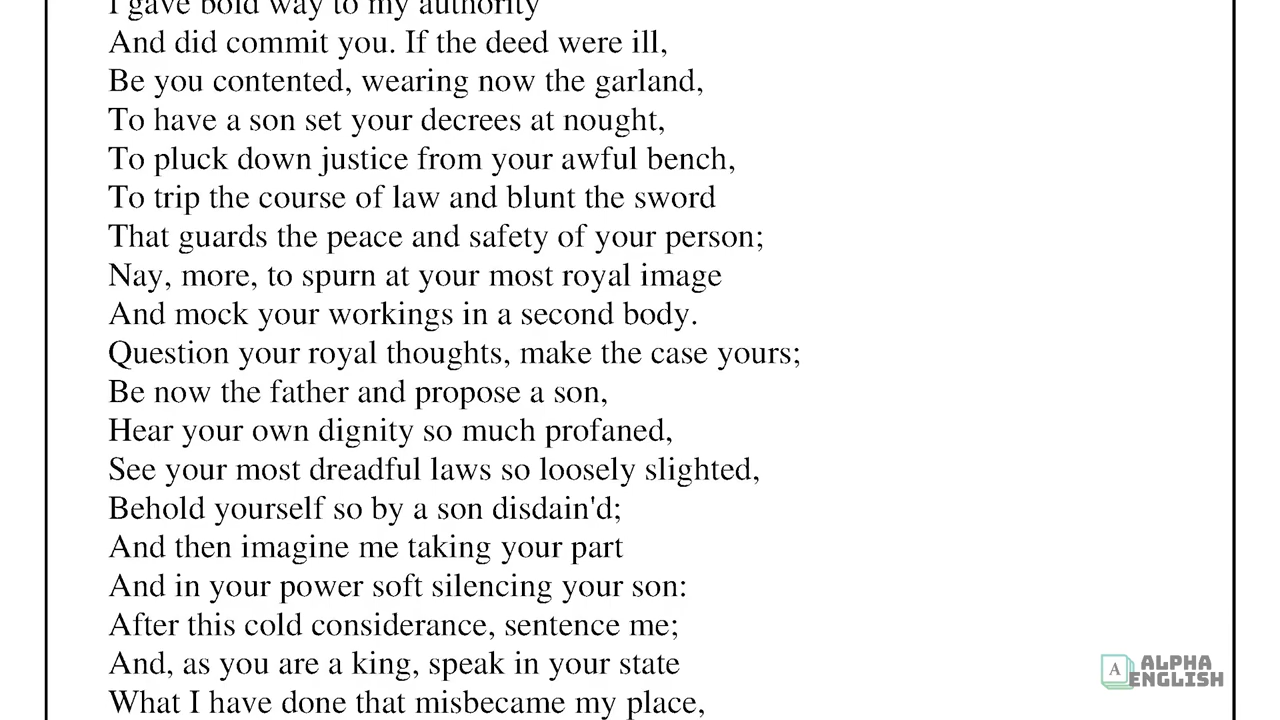 I gave bold way to my authority
And did commit you. If the deed were ill,
Be you contented, wearing now the garland,
To have a son set your decrees at nought,
To pluck down justice from your awful bench,
To trip the course of law and blunt the sword
That guards the peace and safety of your person;
Nay, more, to spurn at your most royal image
And mock your workings in a second body.
Question your royal thoughts, make the case yours;
Be now the father and propose a son,
Hear your own dignity so much profaned,
See your most dreadful laws so loosely slighted,
Behold yourself so by a son disdain'd;
And then imagine me taking your part
And in your power soft silencing your son:
After this cold considerance, sentence me;
And, as you are a king, speak in your state
What I have done that misbecame my place,
A ALPHA
ENGLISH